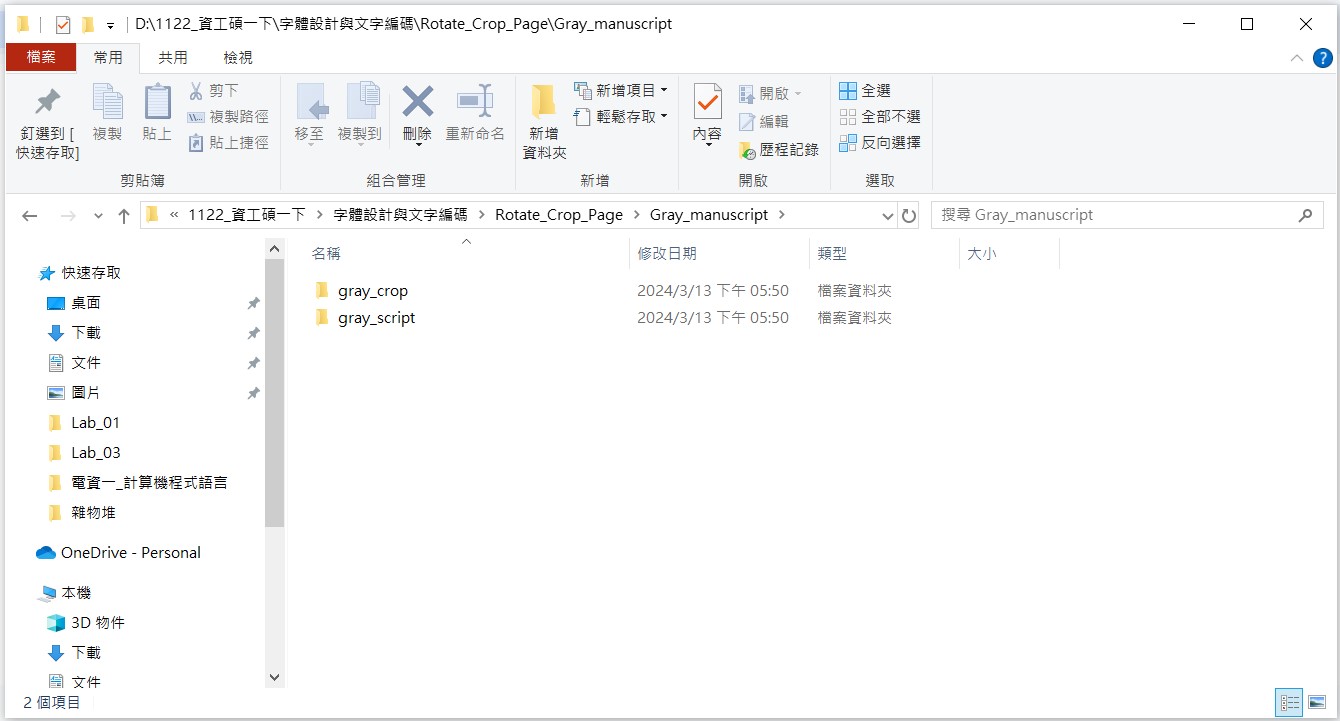 D:\1122_資工碩一下\字體設計與文字編碼\Rotate_Crop_Page\Gray_manuscript
檔案 常用 共用 檢視
?
釘選到 [快速存取]
複製
貼上
剪下
複製路徑
貼上捷徑
剪貼簿
移至
複製到
刪除
重新命名
組合管理
新增資料夾
新增項目
輕鬆存取
新增
內容
開啟
編輯
歷程記錄
開啟
全選
全部不選
反向選擇
選取
« 1122_資工碩一下 › 字體設計與文字編碼 › Rotate_Crop_Page › Gray_manuscript ›
搜尋 Gray_manuscript
快速存取
桌面
下載
文件
圖片
Lab_01
Lab_03
電資一_計算機程式語言
雜物堆
OneDrive - Personal
本機
3D 物件
下載
文件
名稱 修改日期 類型 大小
gray_crop 2024/3/13 下午 05:50 檔案資料夾
gray_script 2024/3/13 下午 05:50 檔案資料夾
2 個項目